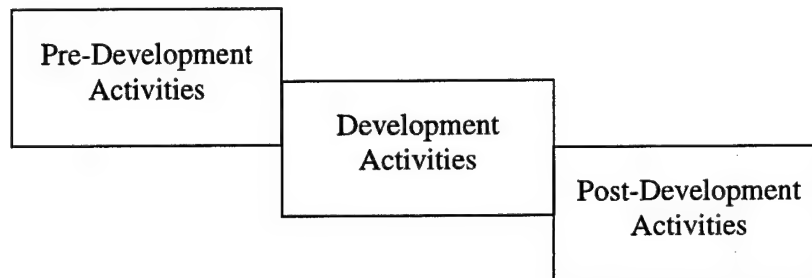 Pre-Development
Activities
Development
Activities
Post-Development
Activities